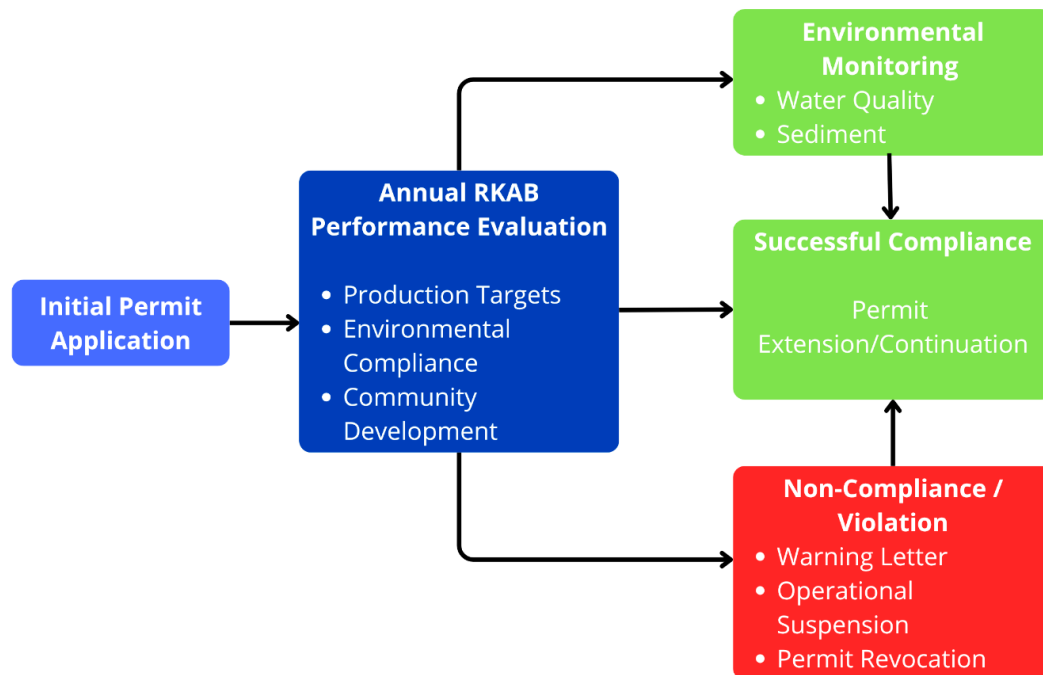 Initial Permit
Application
Annual RKAB
Performance Evaluation
• Production Targets
• Environmental
Compliance
• Community
Development
Environmental
Monitoring
• Water Quality
• Sediment
Successful Compliance
Permit
Extension/Continuation
Non-Compliance /
Violation
• Warning Letter
• Operational
Suspension
• Permit Revocation